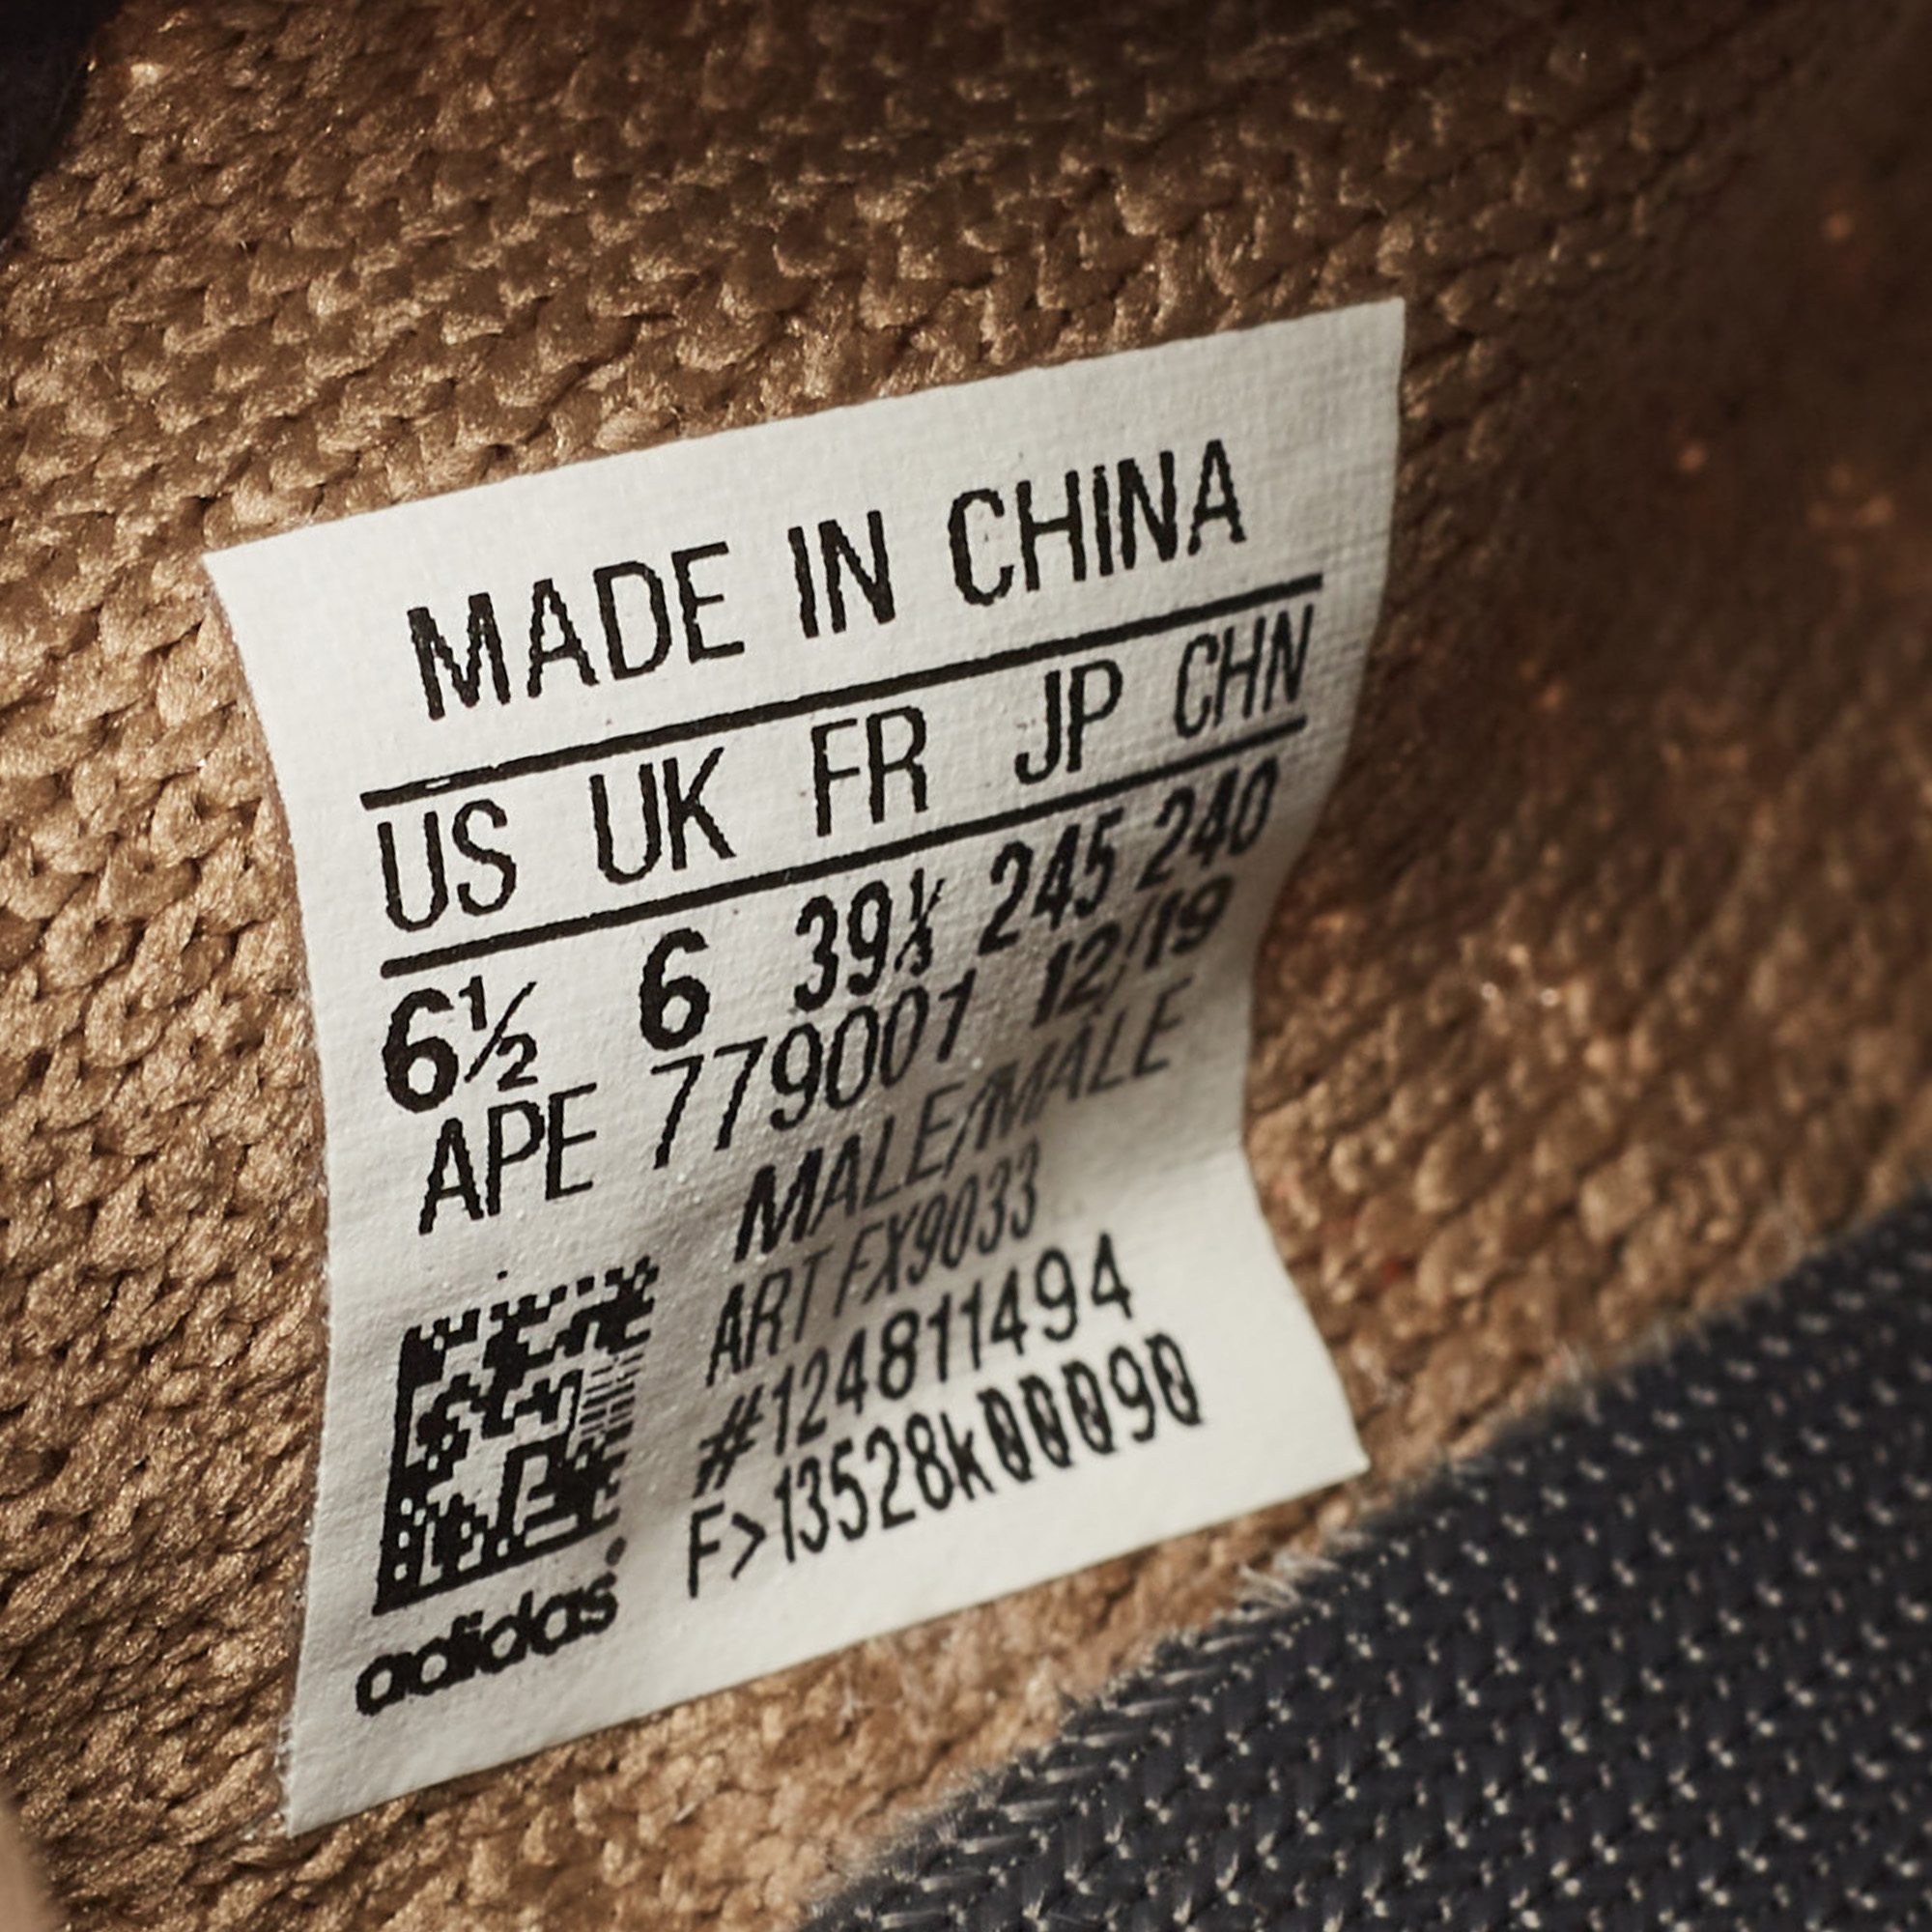 MADE IN CHINA
US UK FR JP CHN
6½ 6 39⅓ 245 240
APE 779001 12/19
MALE/MALE
ART FX9033
#124811494
F>13528k000090
adidas